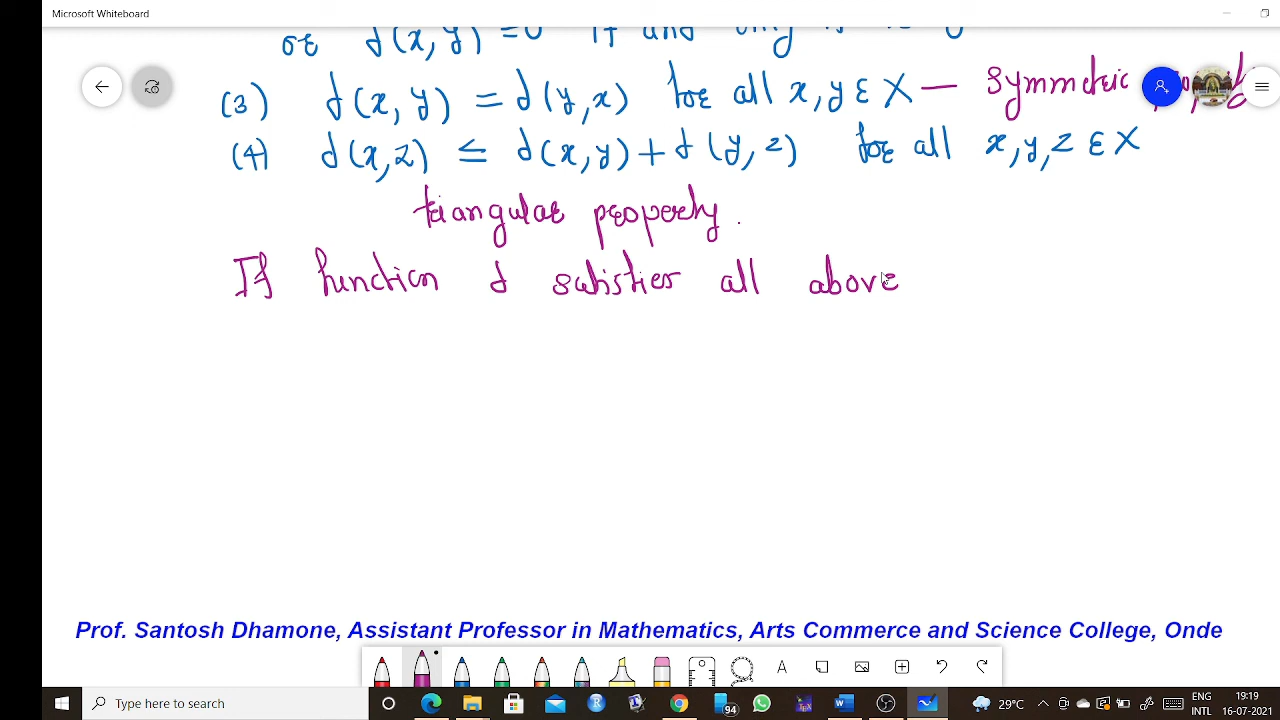 Microsoft Whiteboard
or d(x, y) = 0 if and only if
(3) d(x, y) = d(y, x) for all x, y ε X — Symmetric
(4) d(x, z) ≤ d(x, y) + d(y, z) for all x, y, z ε X
triangular property.
If function d satisfies all above
Prof. Santosh Dhamone, Assistant Professor in Mathematics, Arts Commerce and Science College, Onde
A
Type here to search
94
29°C
ENG
INTL
19:19
16-07-2021